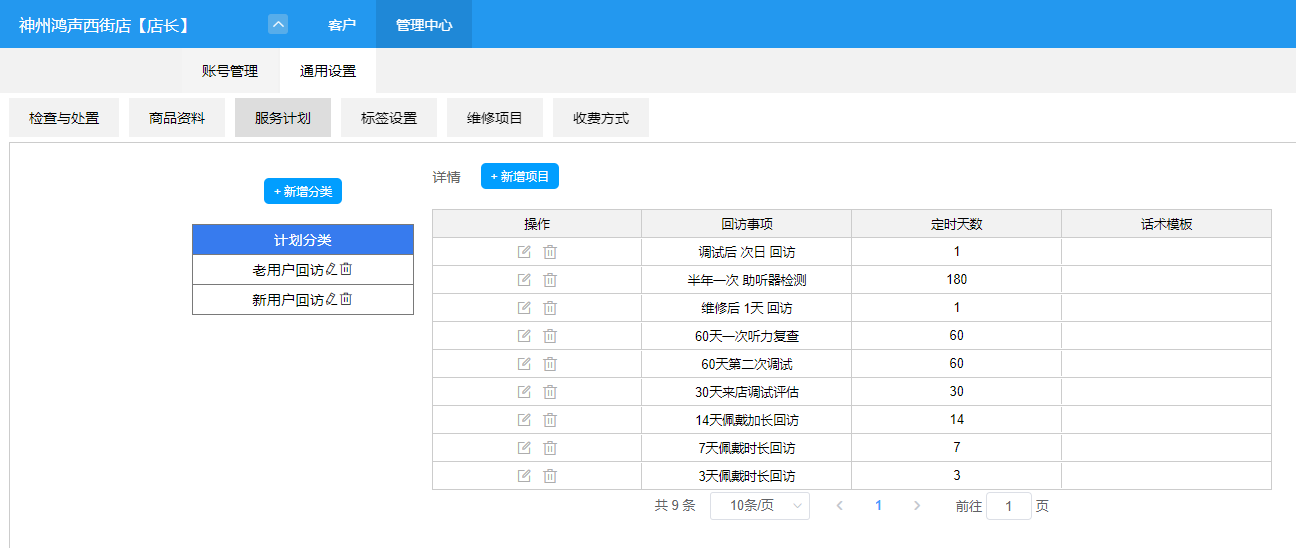 神州鸿声西街店【店长】 客户 管理中心
账号管理 通用设置
检查与处置 商品资料 服务计划 标签设置 维修项目 收费方式
详情 + 新增项目
+ 新增分类
计划分类
老用户回访
新用户回访
操作 回访事项 定时天数 话术模板
调试后 次日 回访 1
半年一次 助听器检测 180
维修后 1天 回访 1
60天一次听力复查 60
60天第二次调试 60
30天来店调试评估 30
14天佩戴加长回访 14
7天佩戴时长回访 7
3天佩戴时长回访 3
共 9 条 10条/页 1 前往 1 页